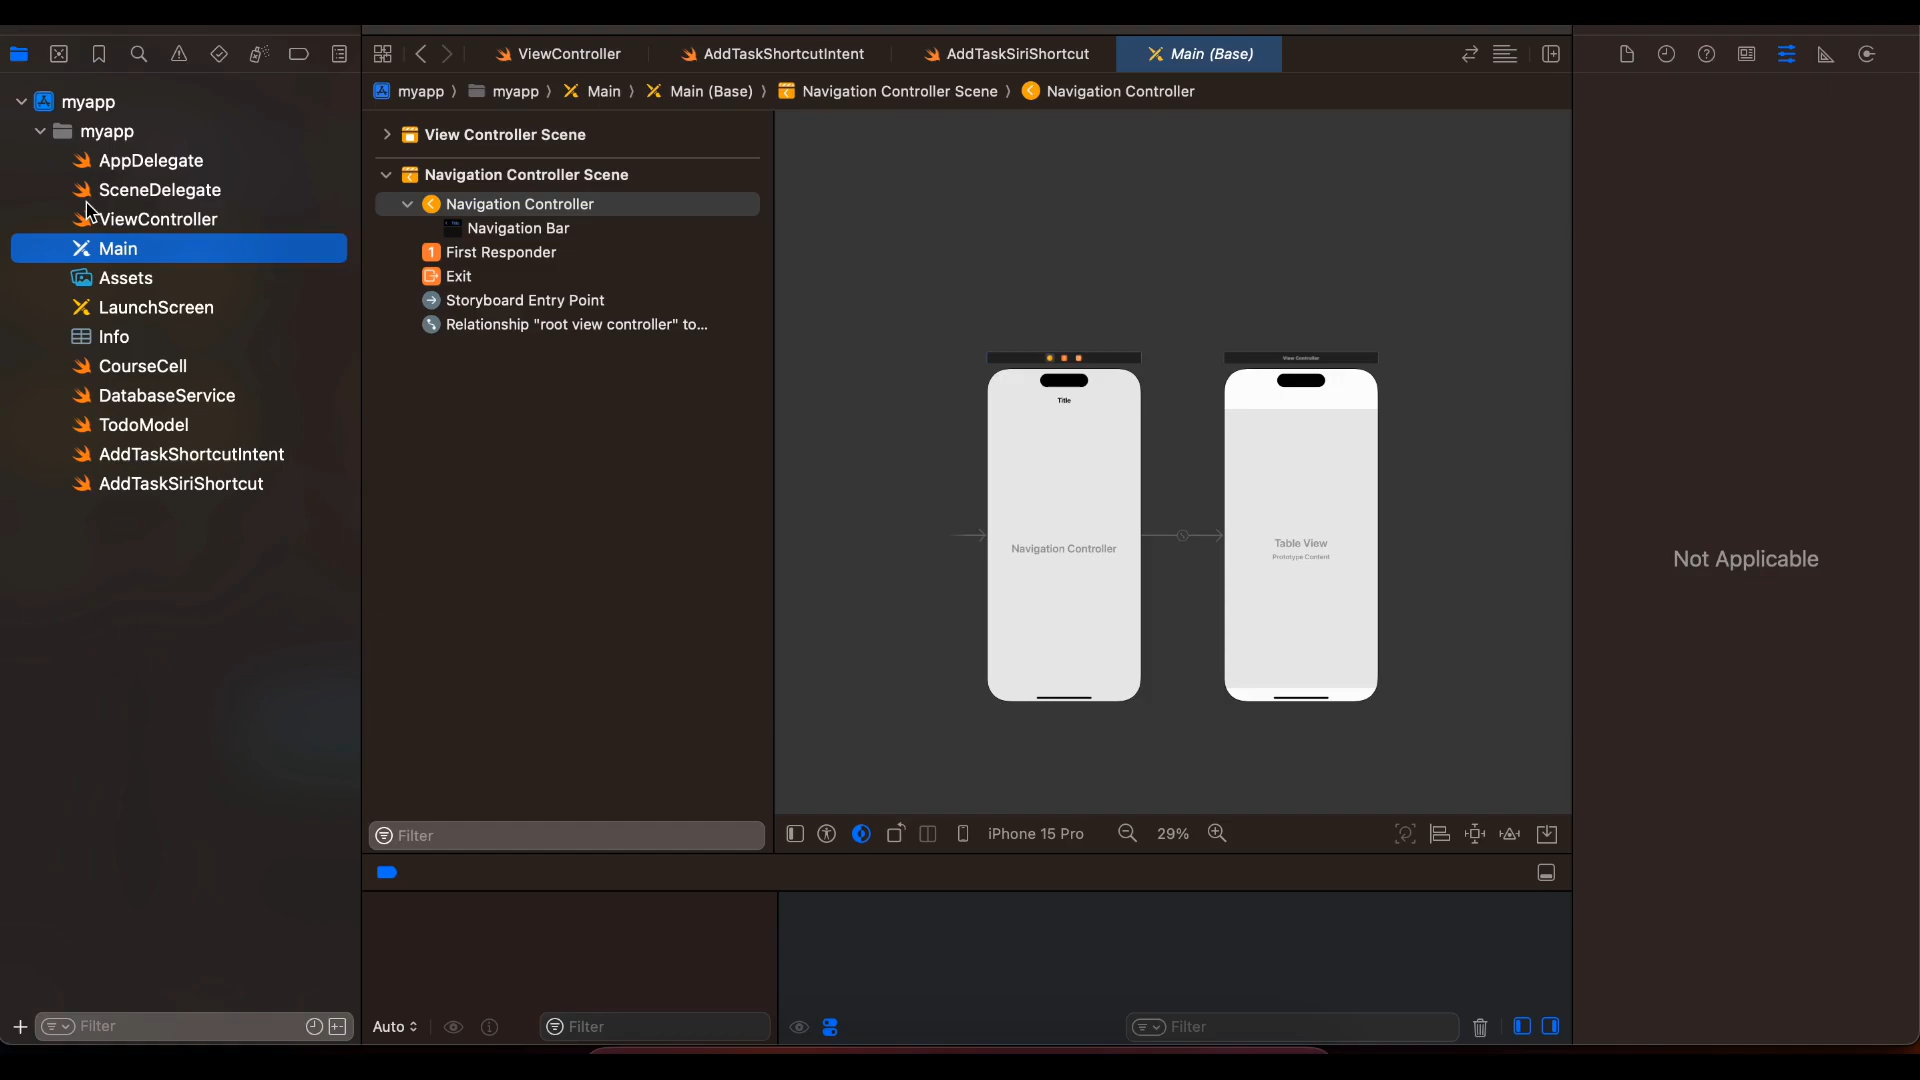 ViewController
AddTaskShortcutIntent
AddTaskSiriShortcut
Main (Base)
myapp
myapp
AppDelegate
SceneDelegate
ViewController
Main
Assets
LaunchScreen
Info
CourseCell
DatabaseService
TodoModel
AddTaskShortcutIntent
AddTaskSiriShortcut
myapp
myapp
Main
Main (Base)
Navigation Controller Scene
Navigation Controller
View Controller Scene
Navigation Controller Scene
Navigation Controller
Navigation Bar
First Responder
Exit
Storyboard Entry Point
Relationship "root view controller" to...
View Controller
Title
Navigation Controller
Table View
Prototype Content
Not Applicable
Filter
iPhone 15 Pro
29%
Filter
Auto
Filter
Filter